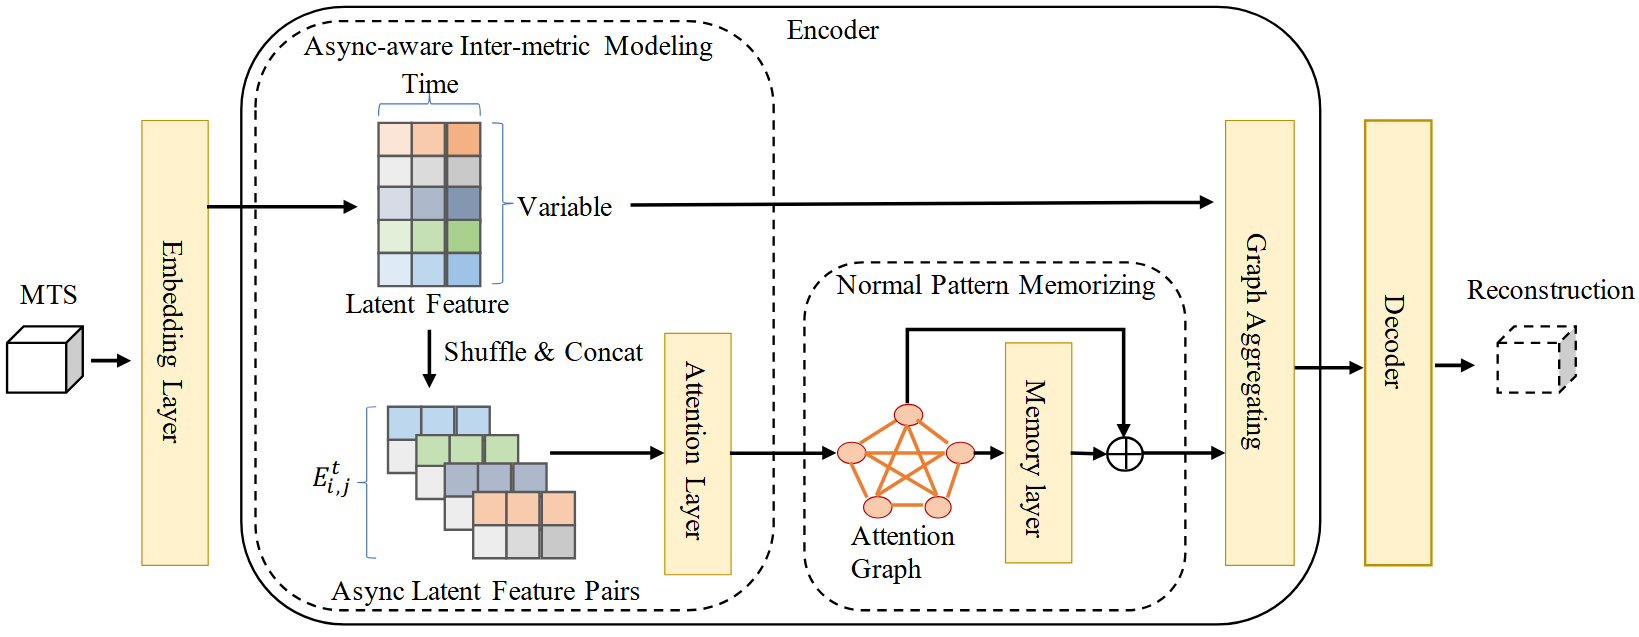 Encoder
Async-aware Inter-metric Modeling
Time
Variable
Latent Feature
Shuffle & Concat
MTS
Embedding Layer
$E_{i,j}^{t}$
Async Latent Feature Pairs
Attention Layer
Normal Pattern Memorizing
Attention
Graph
Memory layer
Graph Aggregating
Decoder
Reconstruction